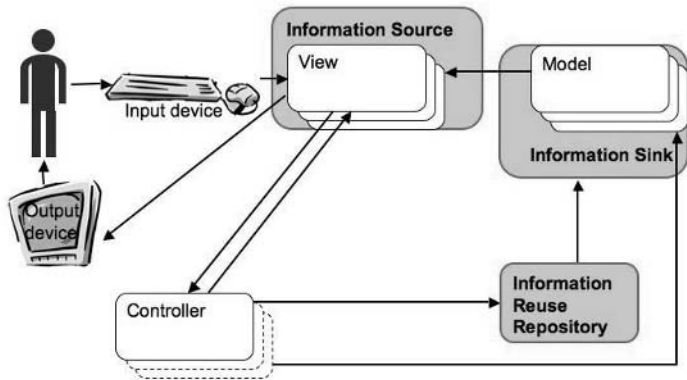 Information Source
View
Model
Input device
Information Sink
Output
device
Controller
Information
Reuse
Repository